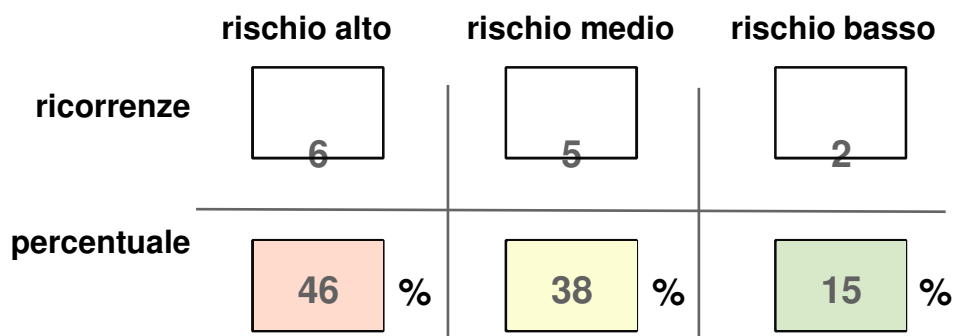 rischio alto rischio medio rischio basso
ricorrenze 6 5 2
percentuale 46 % 38 % 15 %